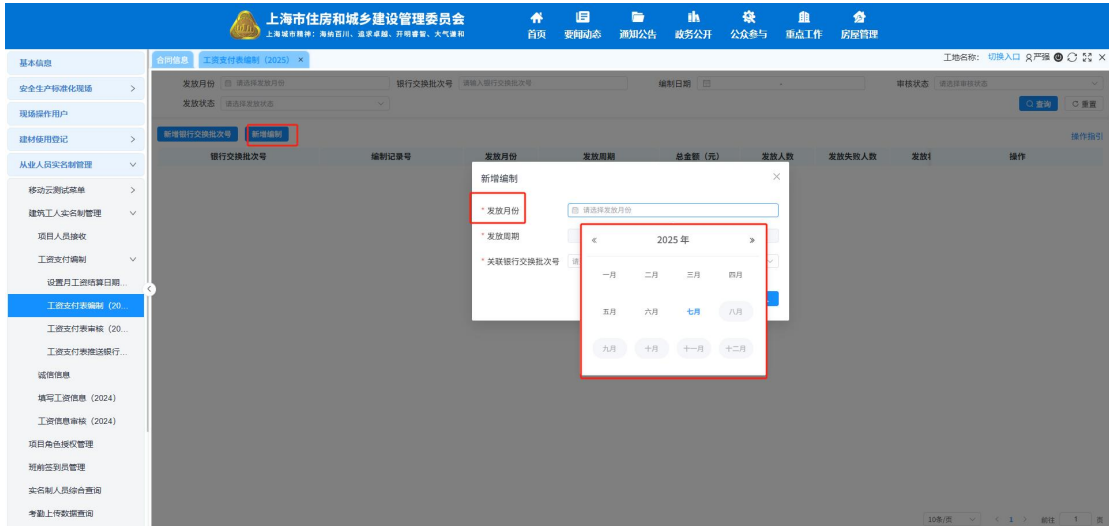 上海市住房和城乡建设管理委员会
上海城市精神：海纳百川、追求卓越、开明睿智、大气谦和
首页 要闻动态 通知公告 政务公开 公众参与 重点工作 房屋管理
基本信息
合同信息 工资支付表编制（2025） ×
工地名称： 切换入口 严强
安全生产标准化现场
现场操作用户
建材使用登记
从业人员实名制管理
移动云测试菜单
建筑工人实名制管理
项目人员接收
工资支付编制
设置月工资结算日期...
工资支付表编制（20...
工资支付表审核（20...
工资支付表推送银行...
诚信信息
填写工资信息（2024）
工资信息审核（2024）
项目角色授权管理
班前签到员管理
实名制人员综合查询
考勤上传数据查询
发放月份 请选择发放月份 银行交换批次号 请输入银行交换批次号 编制日期 - 审核状态 请选择审核状态
发放状态 请选择发放状态 查询 重置
新增银行交换批次号 新增编制 操作指引
银行交换批次号 编制记录号 发放月份 发放周期 总金额（元） 发放人数 发放失败人数 操作
新增编制 ×
* 发放月份 请选择发放月份
* 发放周期
* 关联银行交换批次号
« 2025 年 »
一月 二月 三月 四月
五月 六月 七月 八月
九月 十月 十一月 十二月
10条/页 < 1 > 前往 1 页